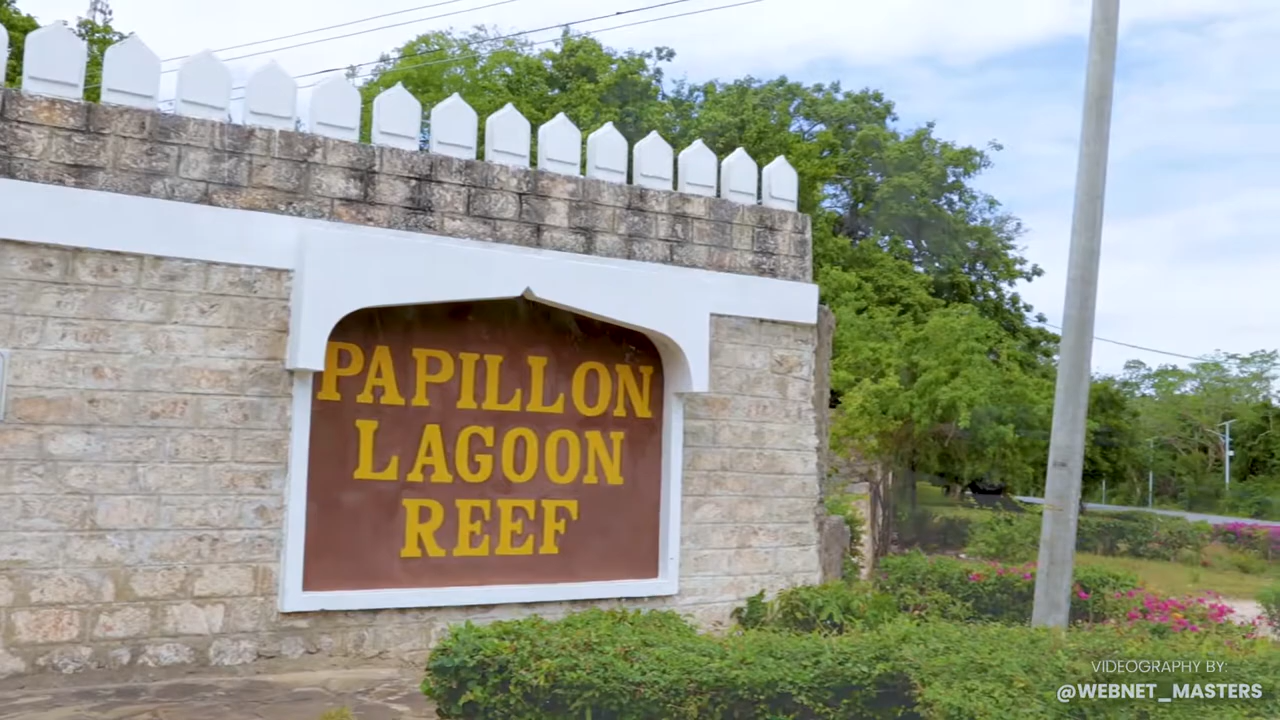 PAPILLON
LAGOON
REEF
VIDEOGRAPHY BY:
@WEBNET_MASTERS